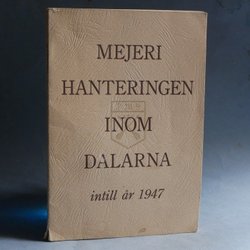 MEJERI
HANTERINGEN
INOM
DALARNA
intill år 1947